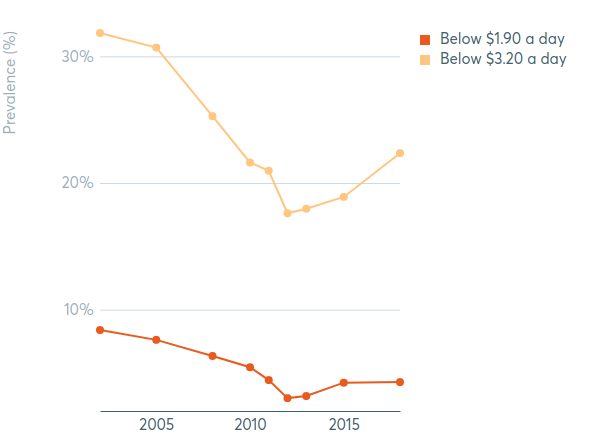 Prevalence (%)
30%
20%
10%
2005 2010 2015
Below $1.90 a day
Below $3.20 a day